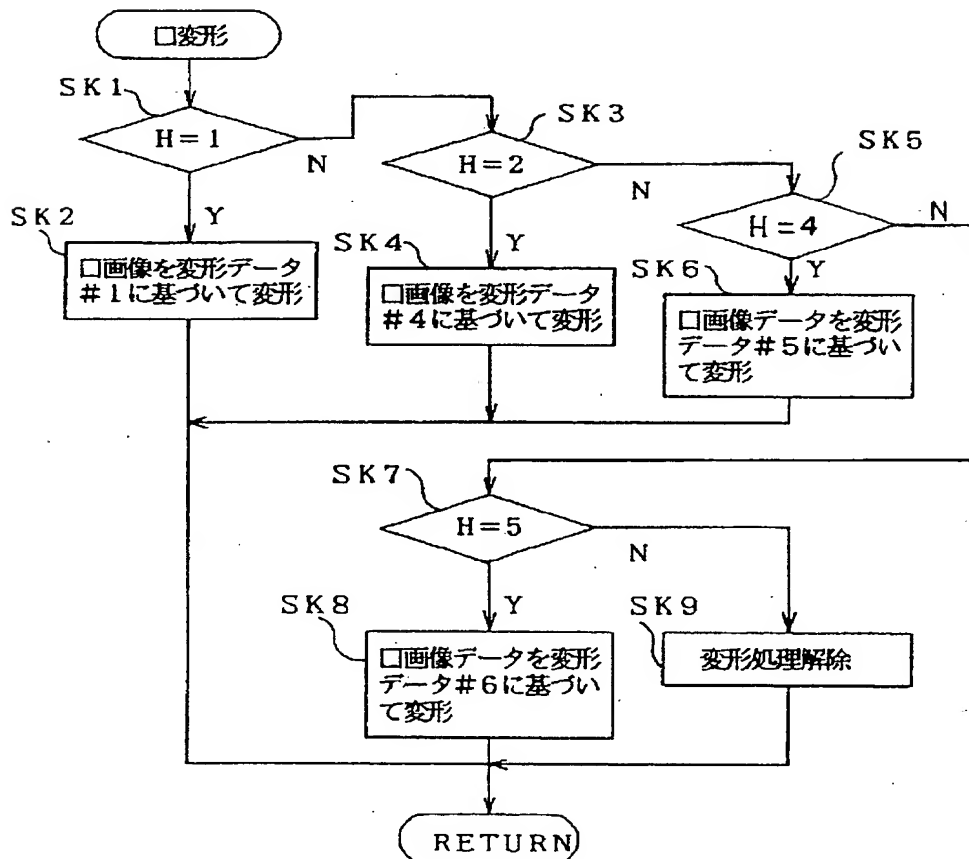 口変形
SK1
H=1
N
SK3
H=2
N
SK5
H=4
N
SK2
Y
口画像を変形データ
#1に基づいて変形
SK4
Y
口画像を変形データ
#4に基づいて変形
SK6
Y
口画像データを変形
データ#5に基づい
て変形
SK7
H=5
N
SK8
Y
口画像データを変形
データ#6に基づい
て変形
SK9
変形処理解除
RETURN